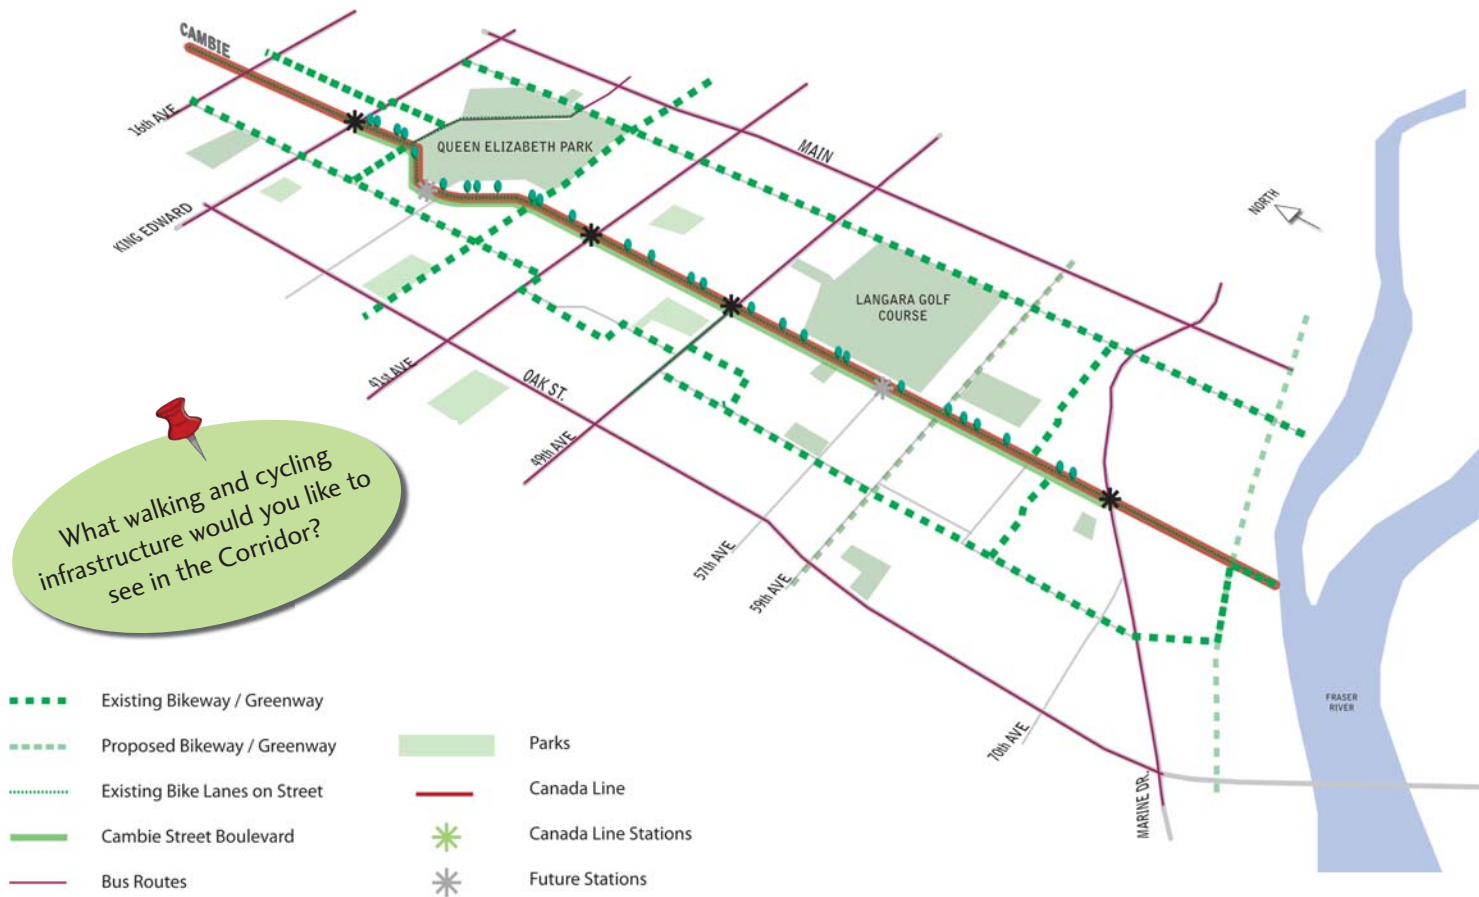 CAMBIE
16th AVE
KING EDWARD
QUEEN ELIZABETH PARK
MAIN
NORTH
LANGARA GOLF
COURSE
41st AVE
OAK ST.
49th AVE
57th AVE
59th AVE
70th AVE
MARINE DR.
FRASER
RIVER
What walking and cycling
infrastructure would you like to
see in the Corridor?
Existing Bikeway / Greenway
Proposed Bikeway / Greenway
Existing Bike Lanes on Street
Cambie Street Boulevard
Bus Routes
Parks
Canada Line
Canada Line Stations
Future Stations